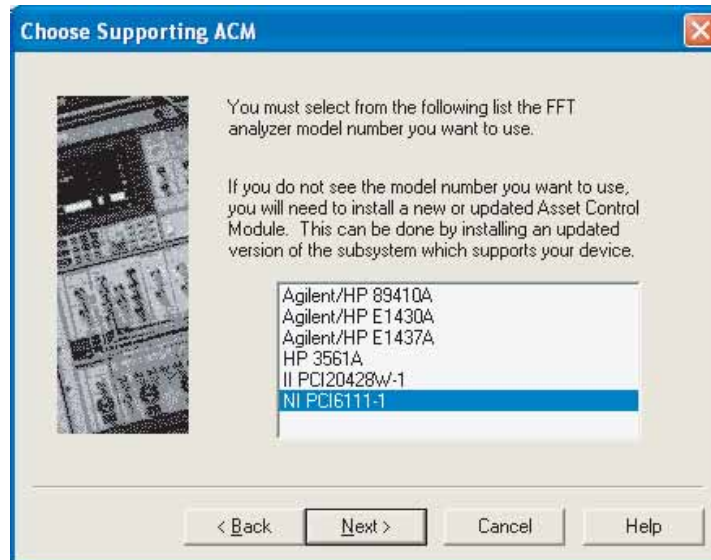 Choose Supporting ACM
You must select from the following list the FFT
analyzer model number you want to use.
If you do not see the model number you want to use,
you will need to install a new or updated Asset Control
Module. This can be done by installing an updated
version of the subsystem which supports your device.
Agilent/HP 89410A
Agilent/HP E1430A
Agilent/HP E1437A
HP 3561A
II PCI20428W-1
NI PCI6111-1
< Back
Next >
Cancel
Help